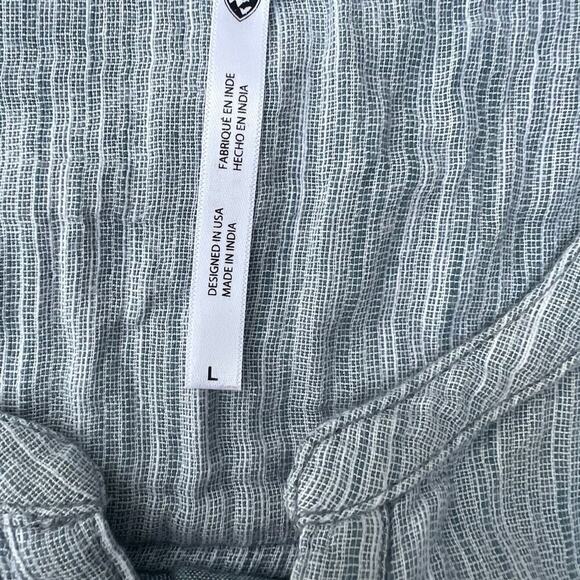 FABRIQUÉ EN INDE
HECHO EN INDIA
DESIGNED IN USA
MADE IN INDIA
L